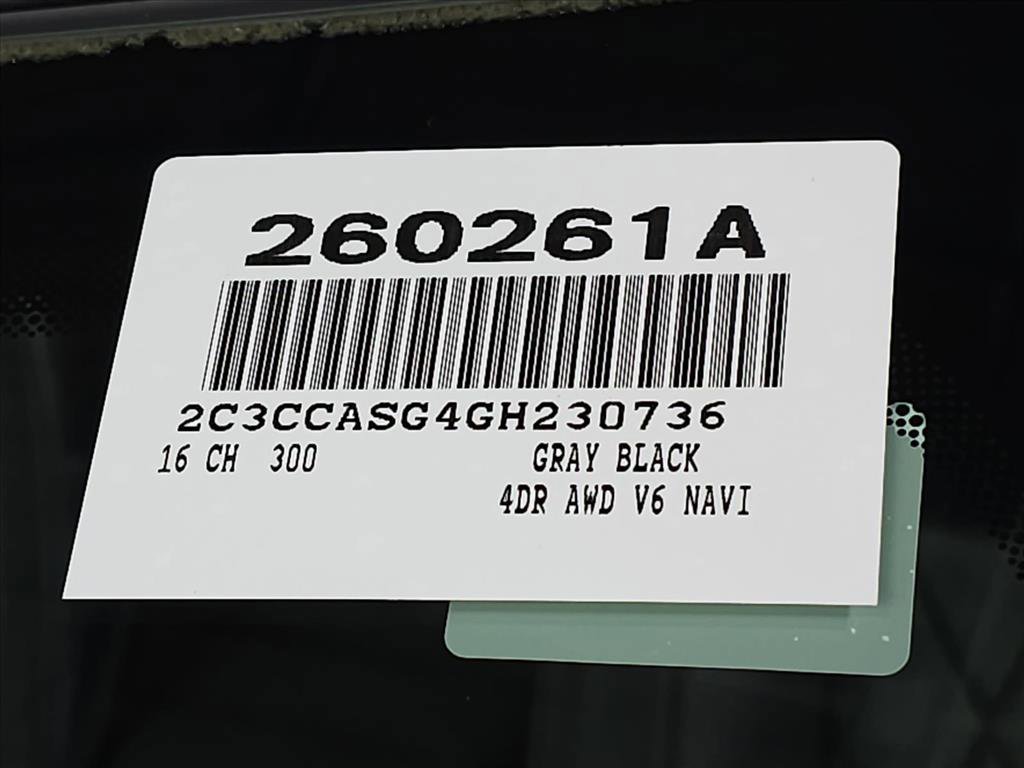 260261A
2C3CCASG4GH230736
16 CH 300 GRAY BLACK
4DR AWD V6 NAVI